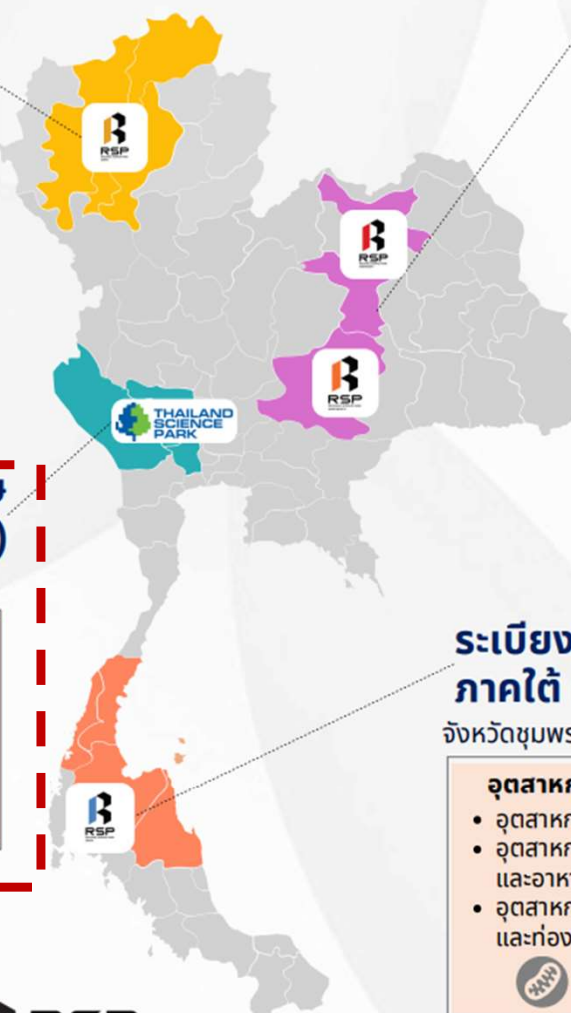 RSP
RSP
RSP
THAILAND
SCIENCE
PARK
ภาคใต้
RSP
อุตสาหก
• อุตสาหก
• อุตสาหก
และอาห
• อุตสาหก
และท่อง
ระเบียง
จังหวัดชุมพร